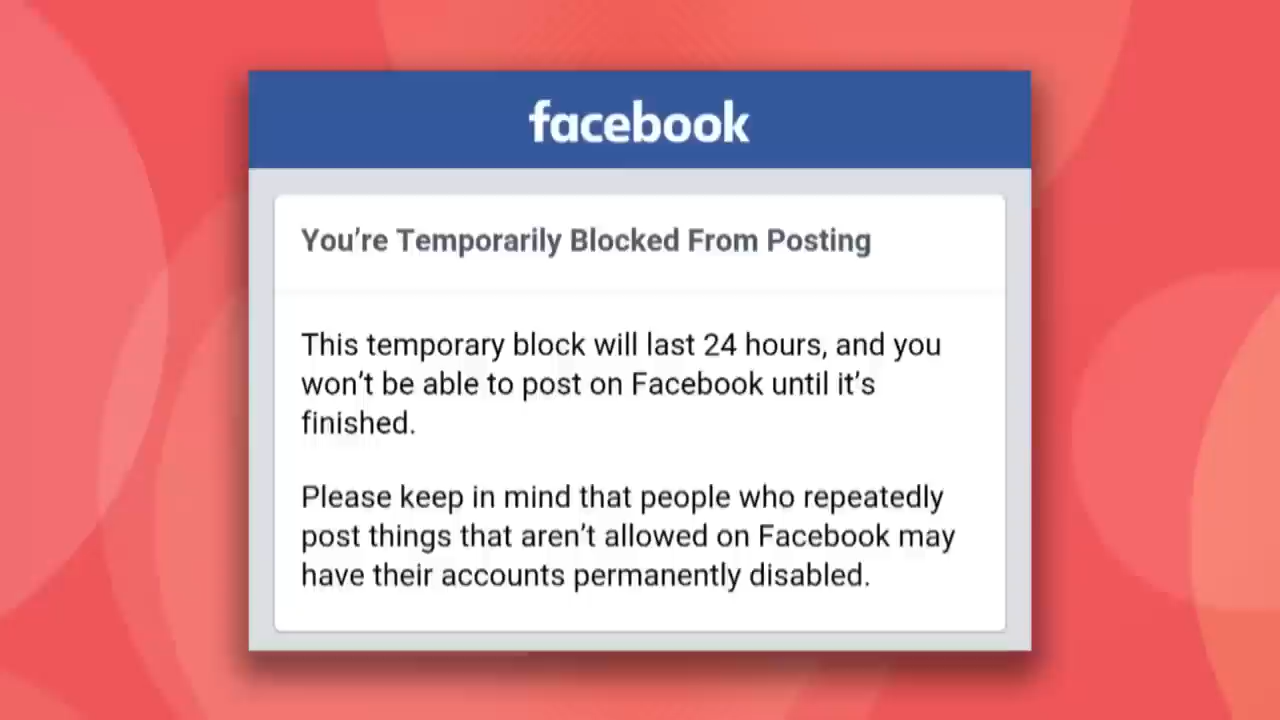 facebook
You’re Temporarily Blocked From Posting
This temporary block will last 24 hours, and you
won’t be able to post on Facebook until it’s
finished.
Please keep in mind that people who repeatedly
post things that aren’t allowed on Facebook may
have their accounts permanently disabled.